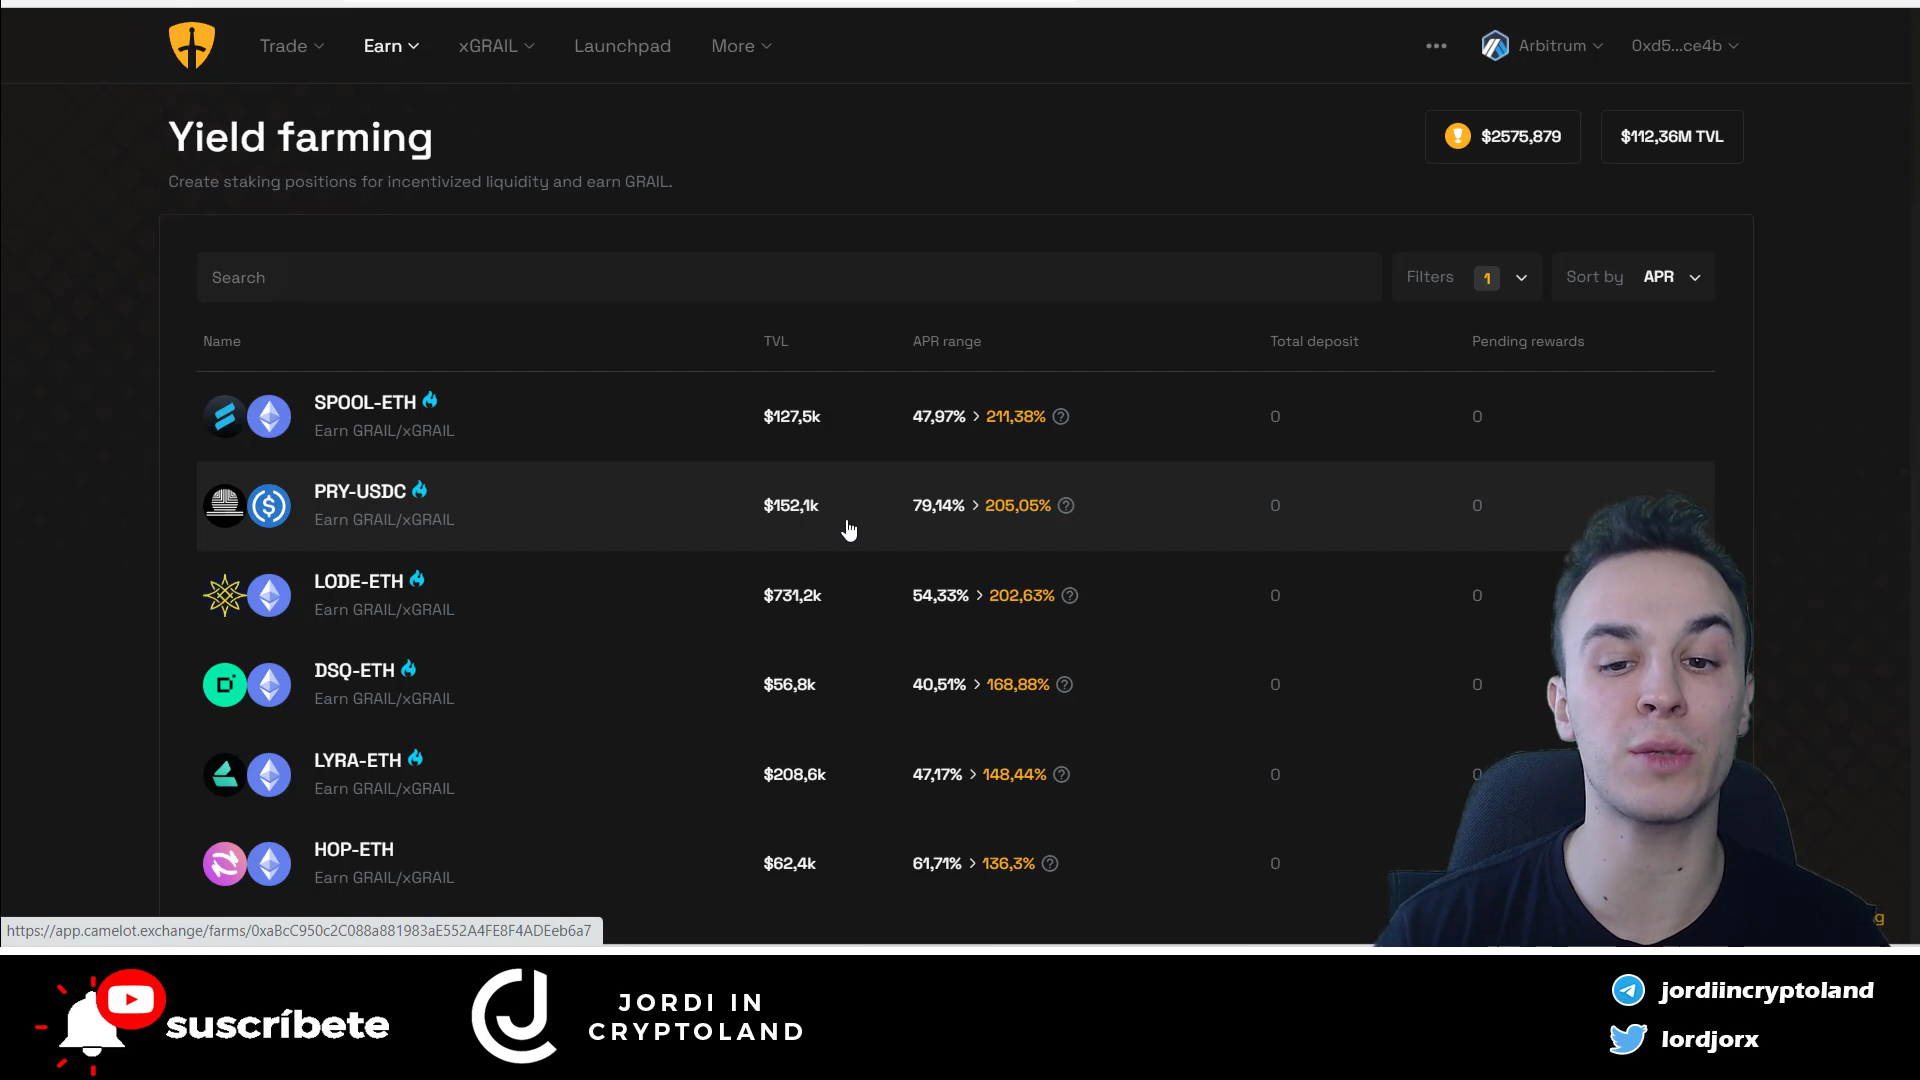 Trade Earn xGRAIL Launchpad More Arbitrum 0xd5...ce4b
Yield farming
$2575,879 $112,36M TVL
Create staking positions for incentivized liquidity and earn GRAIL.
Search Filters 1 Sort by APR
Name TVL APR range Total deposit Pending rewards
SPOOL-ETH
Earn GRAIL/xGRAIL
$127,5k 47,97% > 211,38% ? 0 0
PRY-USDC
Earn GRAIL/xGRAIL
$152,1k 79,14% > 205,05% ? 0 0
LODE-ETH
Earn GRAIL/xGRAIL
$731,2k 54,33% > 202,63% ? 0 0
DSQ-ETH
Earn GRAIL/xGRAIL
$56,8k 40,51% > 168,88% ? 0 0
LYRA-ETH
Earn GRAIL/xGRAIL
$208,6k 47,17% > 148,44% ? 0 0
HOP-ETH
Earn GRAIL/xGRAIL
$62,4k 61,71% > 136,3% ? 0
https://app.camelot.exchange/farms/0xaBcC950c2C088a881983aE552A4FE8F4ADEeb6a7
suscríbete
JORDI IN
CRYPTOLAND
jordiincryptoland
lordjorx